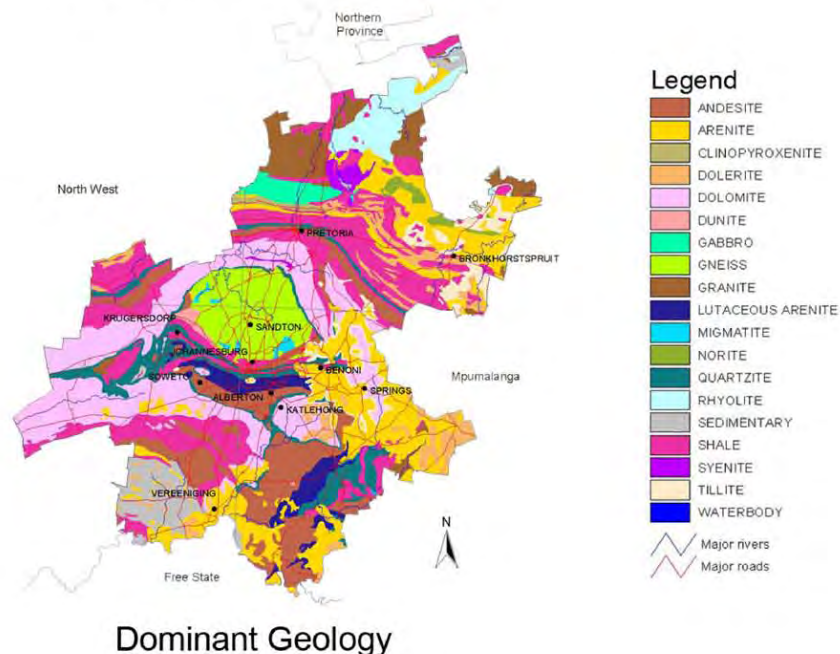 Northern
Province
North West
PRETORIA
BRONKHORSTSPRUIT
KRUGERSDORP
SANDTON
JOHANNESBURG
SOWETO
BENONI
SPRINGS
ALBERTON
KATLEHONG
Mpumalanga
VEREENIGING
Free State
N
Legend
ANDESITE
ARENITE
CLINOPYROXENITE
DOLERITE
DOLOMITE
DUNITE
GABBRO
GNEISS
GRANITE
LUTACEOUS ARENITE
MIGMATITE
NORITE
QUARTZITE
RHYOLITE
SEDIMENTARY
SHALE
SYENITE
TILLITE
WATERBODY
Major rivers
Major roads
Dominant Geology